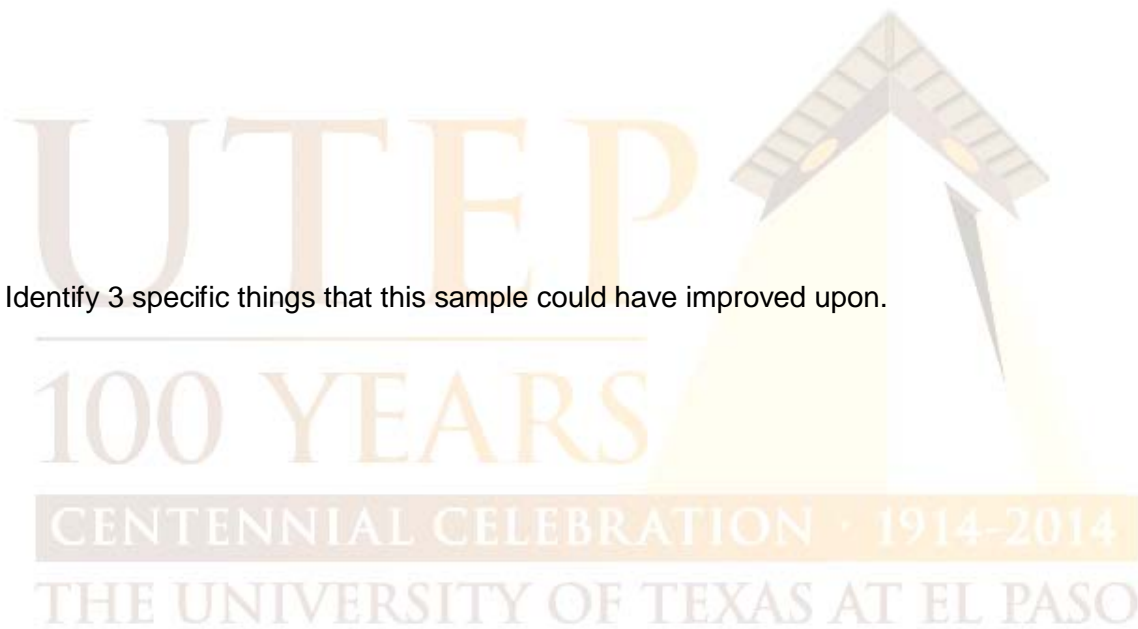 UTEP
Identify 3 specific things that this sample could have improved upon.
100 YEARS
CENTENNIAL CELEBRATION · 1914-2014
THE UNIVERSITY OF TEXAS AT EL PASO